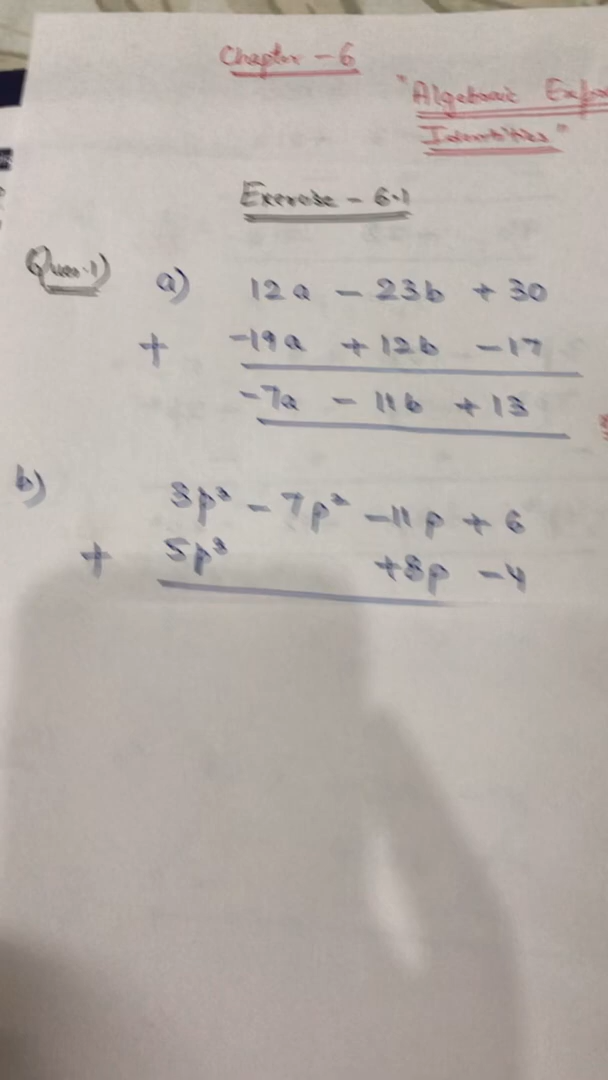 Chapter - 6
"Algebraic Expo
Identities"
Exercise - 6.1
Ques.1) a) 12a - 23b + 30
+ -19a + 12b - 17
-7a - 11b + 13
b) 3p³ - 7p² - 11p + 6
+ 5p³ + 8p - 4